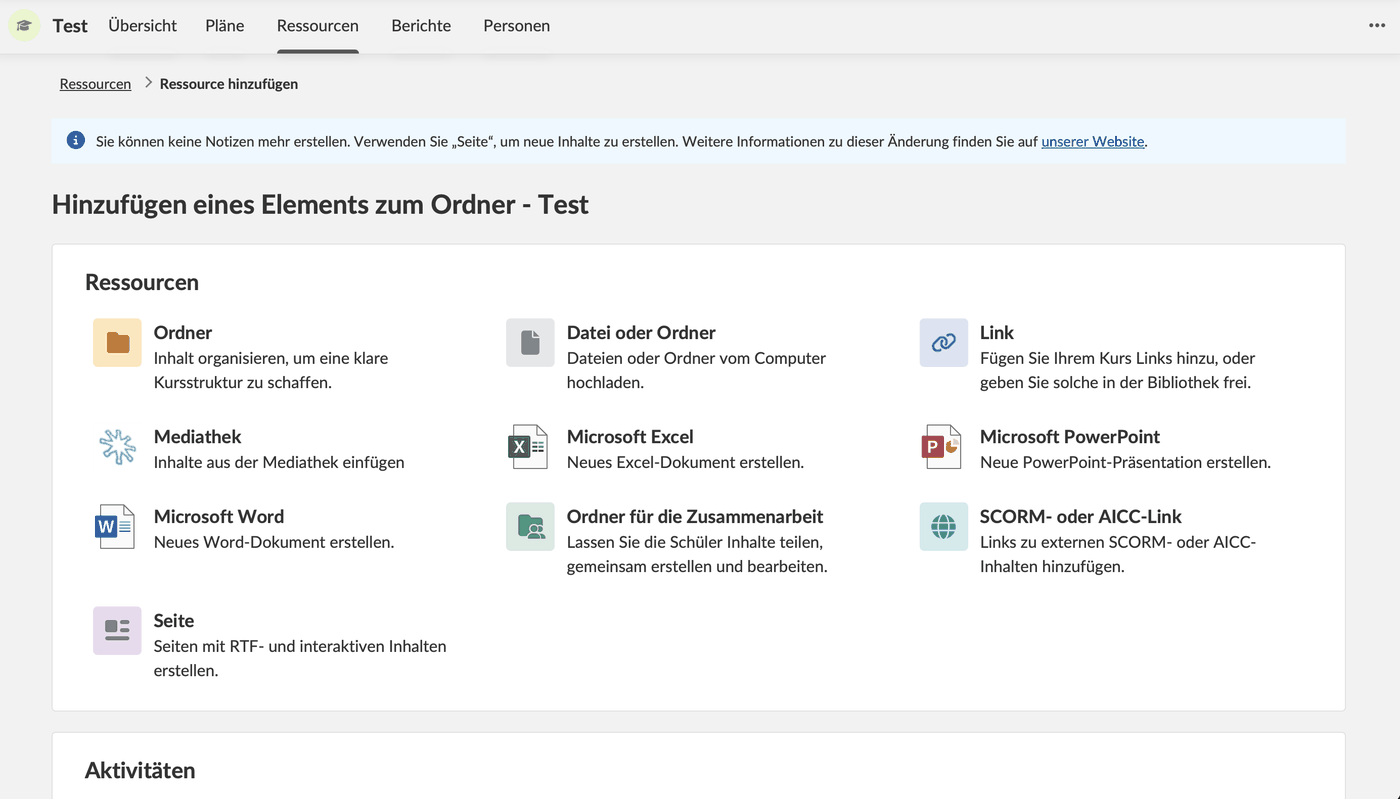 Test Übersicht Pläne Ressourcen Berichte Personen
Ressourcen Ressource hinzufügen
Sie können keine Notizen mehr erstellen. Verwenden Sie „Seite“, um neue Inhalte zu erstellen. Weitere Informationen zu dieser Änderung finden Sie auf unserer Website.
Hinzufügen eines Elements zum Ordner - Test
Ressourcen
Ordner
Inhalt organisieren, um eine klare
Kursstruktur zu schaffen.
Datei oder Ordner
Dateien oder Ordner vom Computer
hochladen.
Link
Fügen Sie Ihrem Kurs Links hinzu, oder
geben Sie solche in der Bibliothek frei.
Mediathek
Inhalte aus der Mediathek einfügen
X
Microsoft Excel
Neues Excel-Dokument erstellen.
P
Microsoft PowerPoint
Neue PowerPoint-Präsentation erstellen.
W
Microsoft Word
Neues Word-Dokument erstellen.
Ordner für die Zusammenarbeit
Lassen Sie die Schüler Inhalte teilen,
gemeinsam erstellen und bearbeiten.
SCORM- oder AICC-Link
Links zu externen SCORM- oder AICC-
Inhalten hinzufügen.
Seite
Seiten mit RTF- und interaktiven Inhalten
erstellen.
Aktivitäten